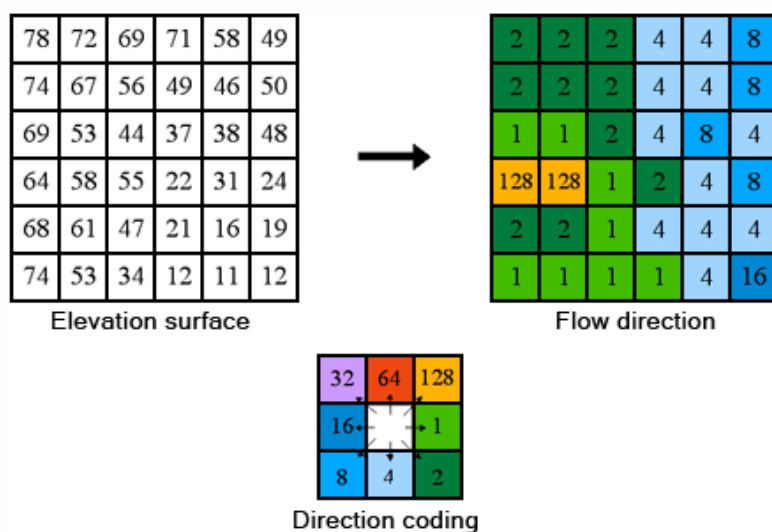 78 72 69 71 58 49 2 2 2 4 4 8
74 67 56 49 46 50 2 2 2 4 4 8
69 53 44 37 38 48 1 1 2 4 8 4
64 58 55 22 31 24 128 128 1 2 4 8
68 61 47 21 16 19 2 2 1 4 4 4
74 53 34 12 11 12 1 1 1 1 4 16
Elevation surface Flow direction
32 64 128
16 1
8 4 2
Direction coding